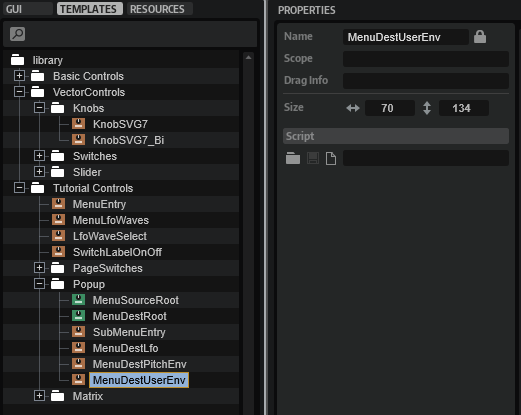 GUI TEMPLATES RESOURCES
library
Basic Controls
VectorControls
Knobs
KnobSVG7
KnobSVG7_Bi
Switches
Slider
Tutorial Controls
MenuEntry
MenuLfoWaves
LfoWaveSelect
SwitchLabelOnOff
PageSwitches
Popup
MenuSourceRoot
MenuDestRoot
SubMenuEntry
MenuDestLfo
MenuDestPitchEnv
MenuDestUserEnv
Matrix
PROPERTIES
Name MenuDestUserEnv
Scope
Drag Info
Size 70 134
Script